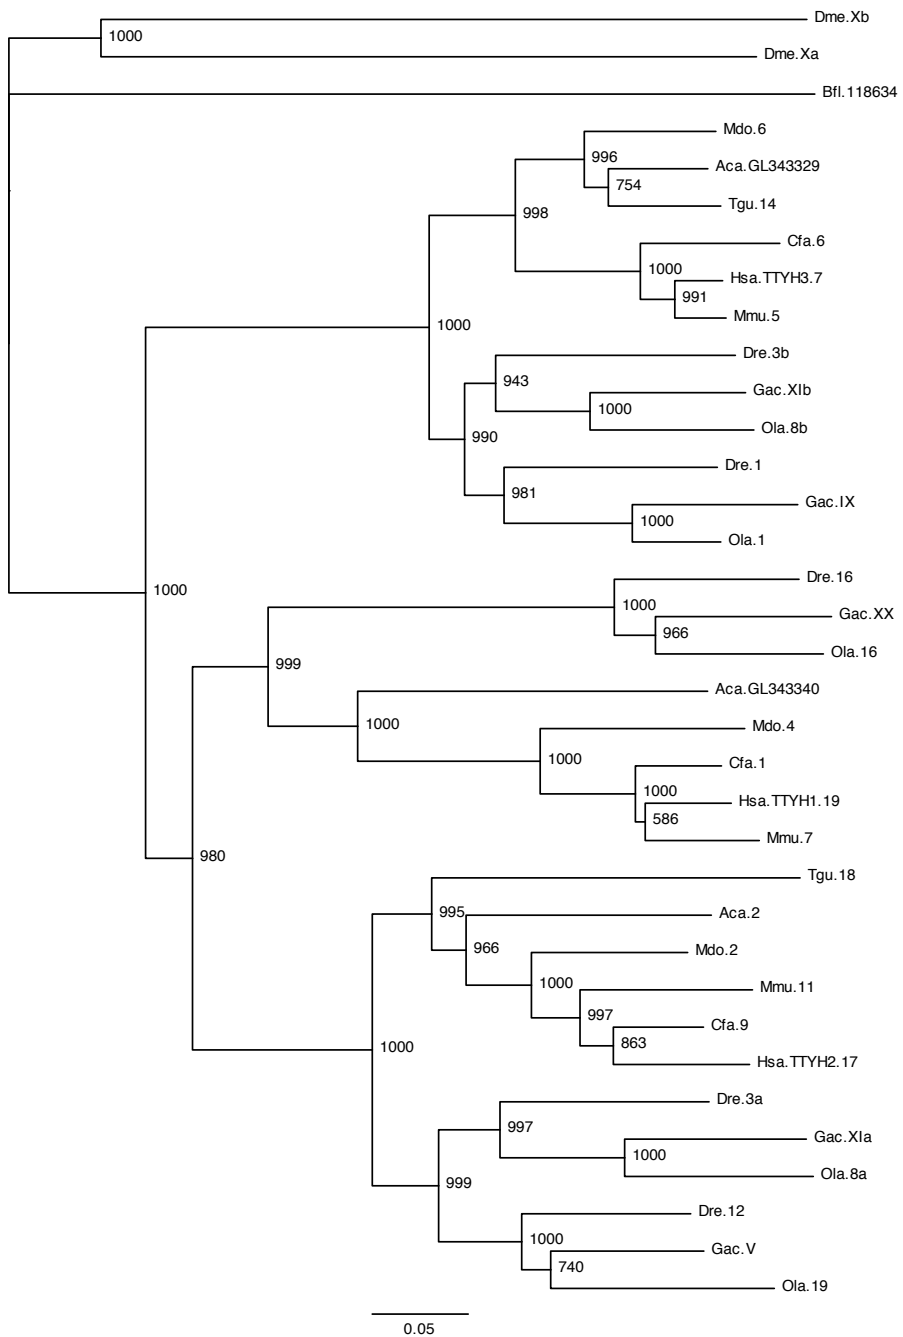 Dme.Xb
1000
Dme.Xa
Bfl.118634
Mdo.6
996
Aca.GL343329
754
Tgu.14
998
Cfa.6
1000
Hsa.TTYH3.7
991
Mmu.5
1000
Dre.3b
943
Gac.XIb
1000
Ola.8b
990
Dre.1
981
Gac.IX
1000
Ola.1
Dre.16
1000
1000
Gac.XX
966
Ola.16
999
Aca.GL343340
1000
Mdo.4
1000
Cfa.1
1000
Hsa.TTYH1.19
586
Mmu.7
980
Tgu.18
995
Aca.2
966
Mdo.2
1000
Mmu.11
997
Cfa.9
863
Hsa.TTYH2.17
1000
Dre.3a
997
Gac.XIa
1000
Ola.8a
999
Dre.12
1000
Gac.V
740
Ola.19
0.05